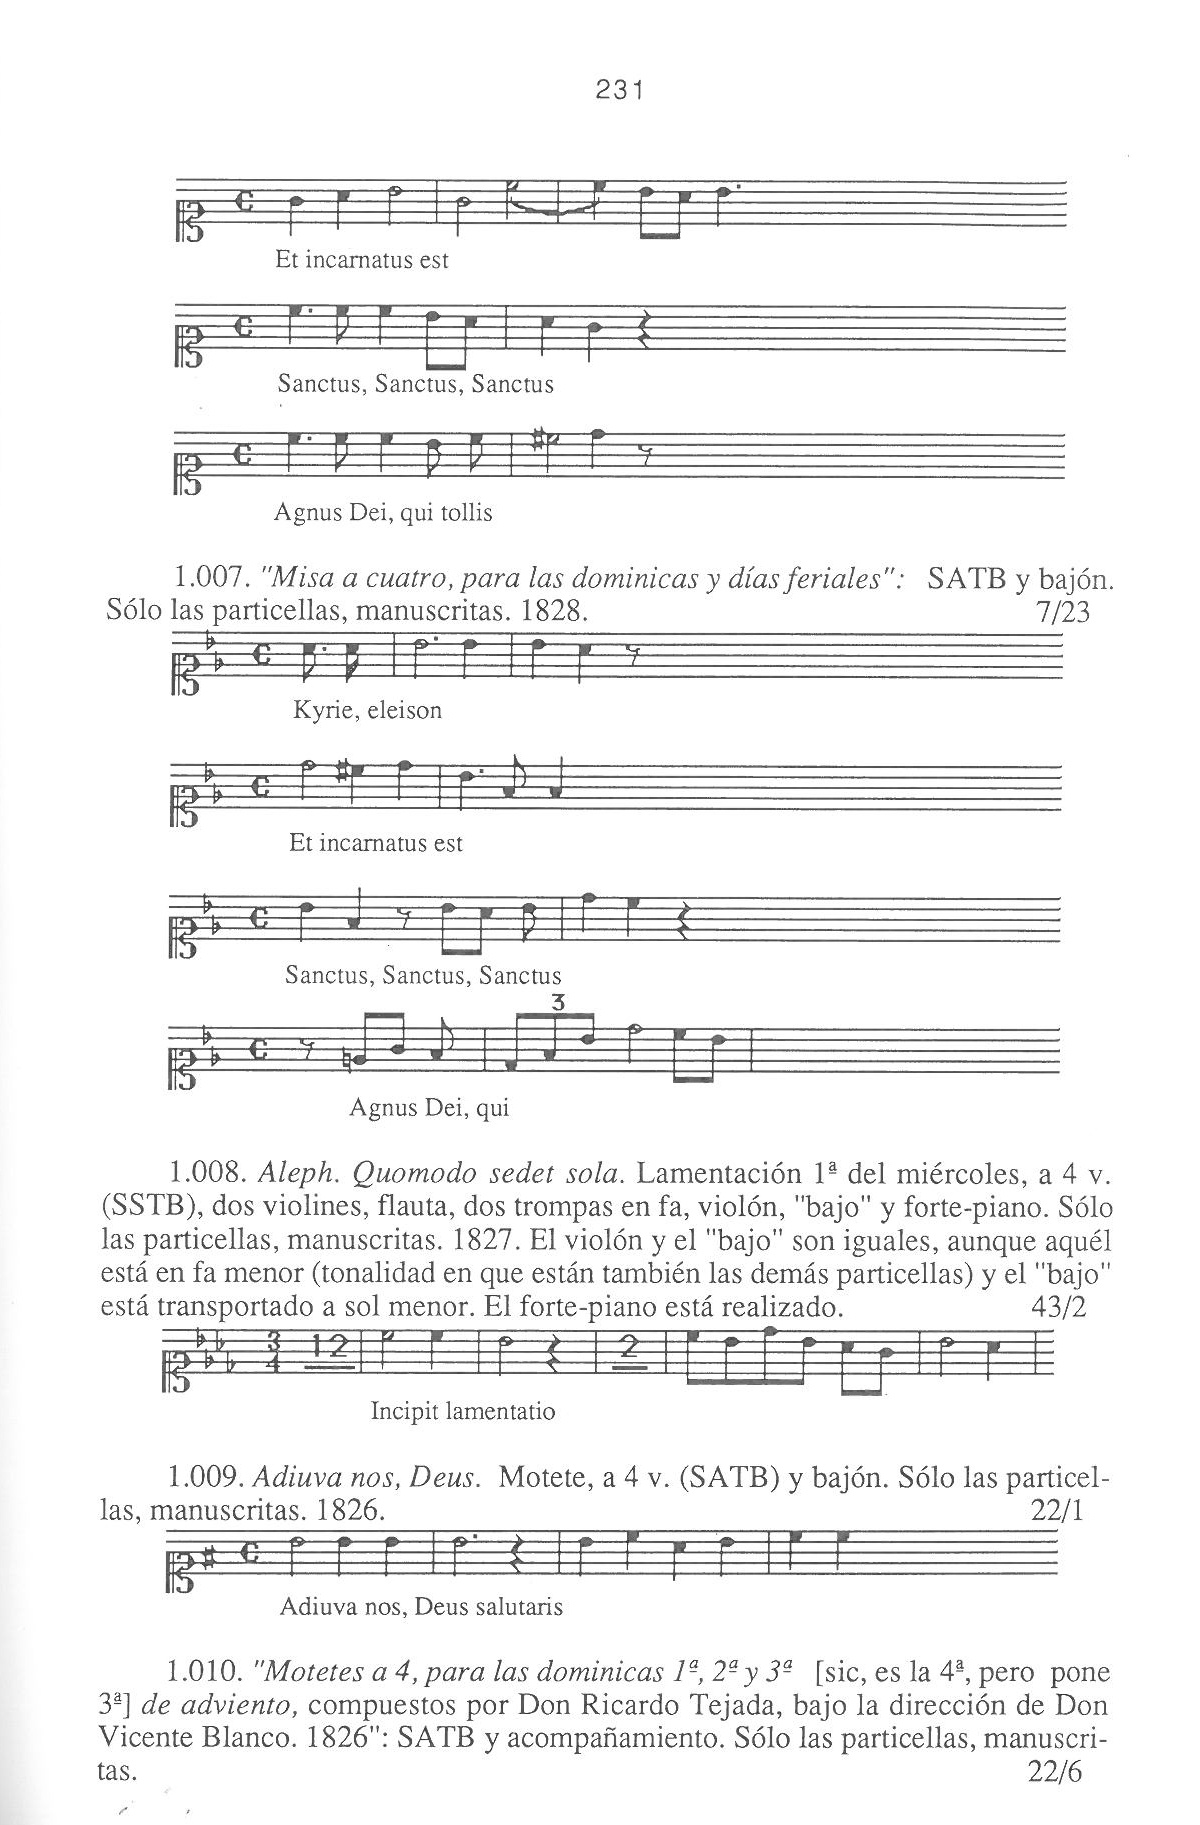 231
Et incarnatus est
Sanctus, Sanctus, Sanctus
Agnus Dei, qui tollis
1.007. "Misa a cuatro, para las dominicas y días feriales": SATB y bajón.
Sólo las particellas, manuscritas. 1828. 7/23
Kyrie, eleison
Et incarnatus est
Sanctus, Sanctus, Sanctus
3
Agnus Dei, qui
1.008. Aleph. Quomodo sedet sola. Lamentación 1ª del miércoles, a 4 v.
(SSTB), dos violines, flauta, dos trompas en fa, violón, "bajo" y forte-piano. Sólo
las particellas, manuscritas. 1827. El violón y el "bajo" son iguales, aunque aquél
está en fa menor (tonalidad en que están también las demás particellas) y el "bajo"
está transportado a sol menor. El forte-piano está realizado. 43/2
3 4 12 2
Incipit lamentatio
1.009. Adiuva nos, Deus. Motete, a 4 v. (SATB) y bajón. Sólo las particel-
las, manuscritas. 1826. 22/1
Adiuva nos, Deus salutaris
1.010. "Motetes a 4, para las dominicas 1ª, 2ª y 3ª [sic, es la 4ª, pero pone
3ª] de adviento, compuestos por Don Ricardo Tejada, bajo la dirección de Don
Vicente Blanco. 1826": SATB y acompañamiento. Sólo las particellas, manuscri-
tas. 22/6